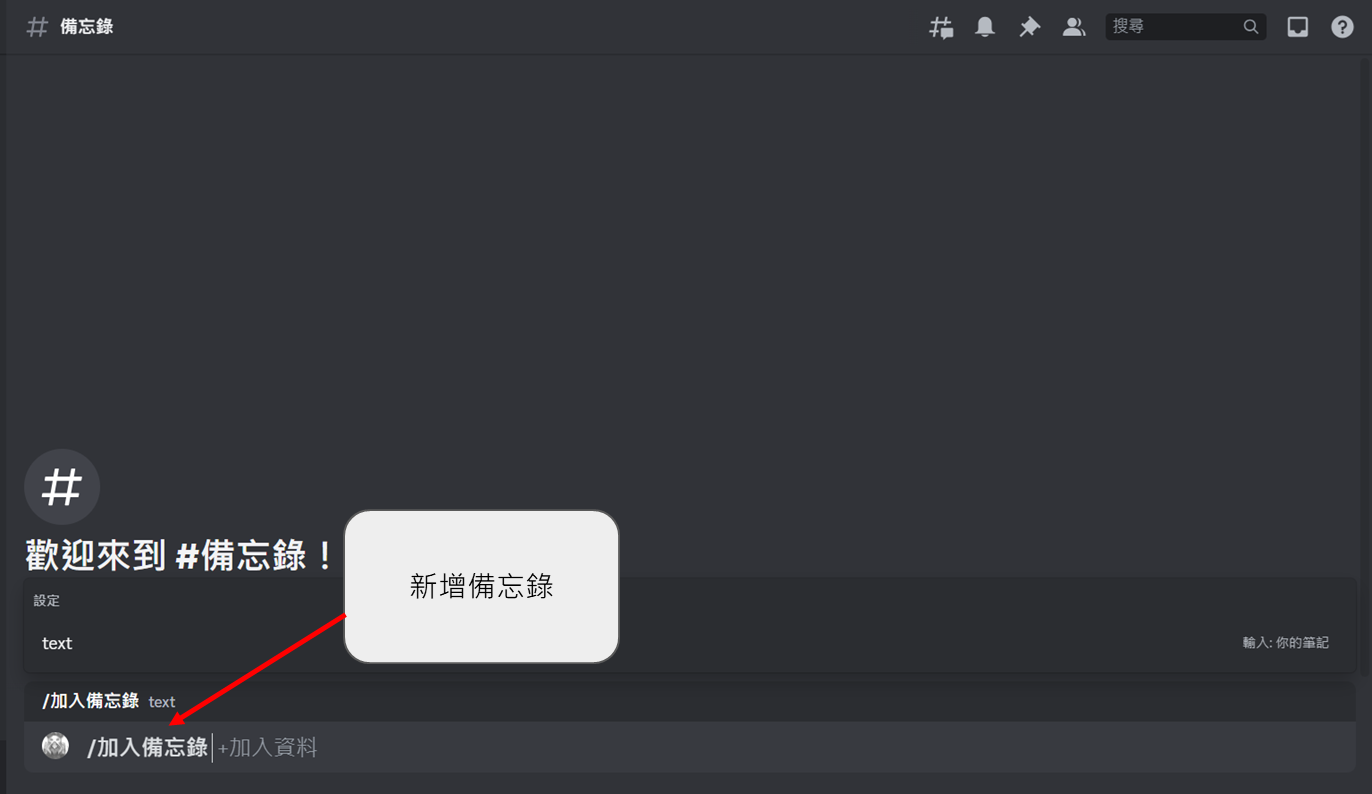 備忘錄
搜尋
歡迎來到 #備忘錄！
新增備忘錄
設定
text
輸入: 你的筆記
/加入備忘錄 text
/加入備忘錄 +加入資料